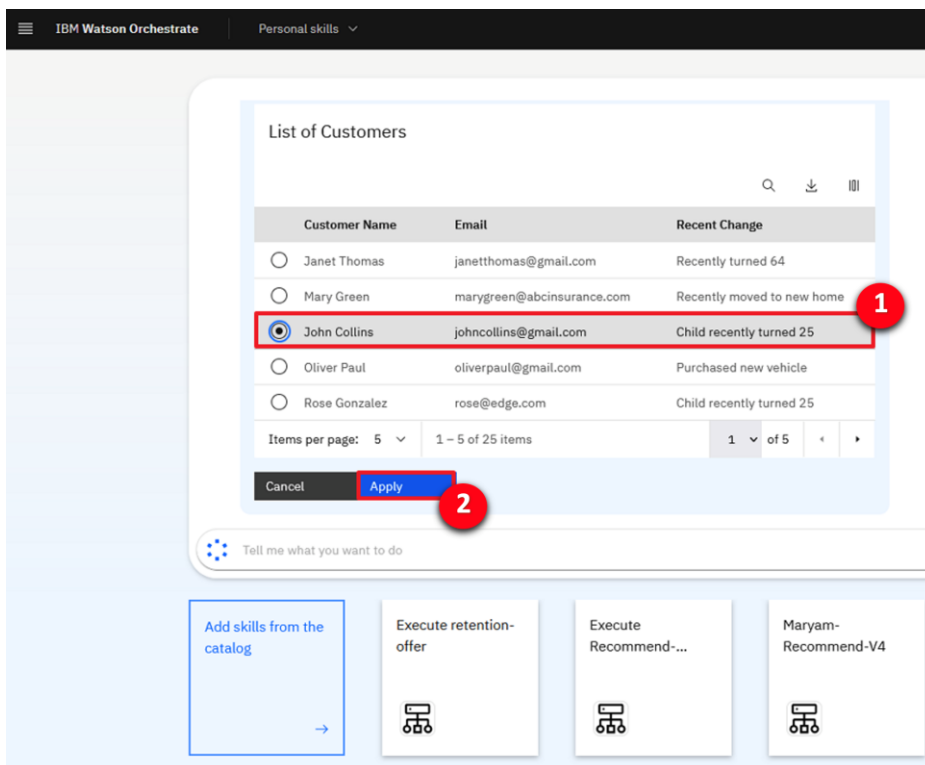 IBM Watson Orchestrate Personal skills
List of Customers
Customer Name Email Recent Change
Janet Thomas janetthomas@gmail.com Recently turned 64
Mary Green marygreen@abcinsurance.com Recently moved to new home
1
John Collins johncollins@gmail.com Child recently turned 25
Oliver Paul oliverpaul@gmail.com Purchased new vehicle
Rose Gonzalez rose@edge.com Child recently turned 25
Items per page: 5 1 – 5 of 25 items 1 of 5
Cancel Apply
2
Tell me what you want to do
Add skills from the
catalog
Execute retention-
offer
Execute
Recommend-...
Maryam-
Recommend-V4